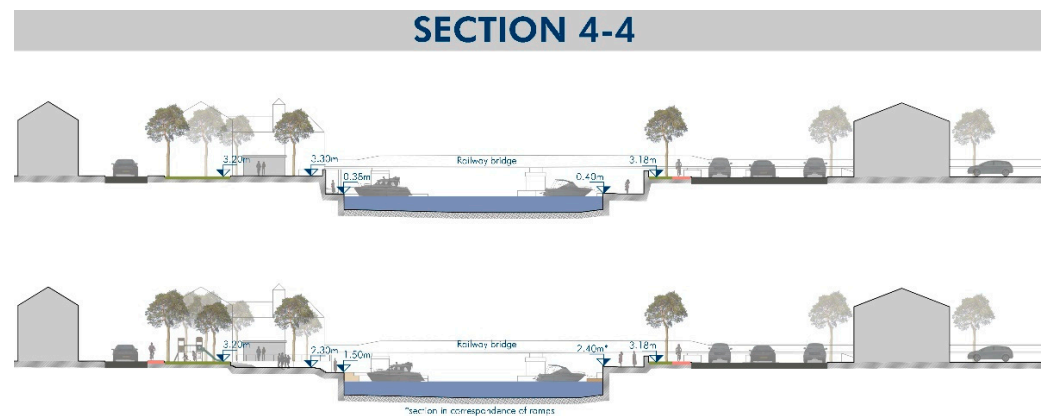 SECTION 4-4
3.20m 3.30m Railway bridge 3.18m
0.35m 0.40m
3.20m 2.30m 1.50m Railway bridge 2.40m* 3.18m
*section in correspondence of ramps